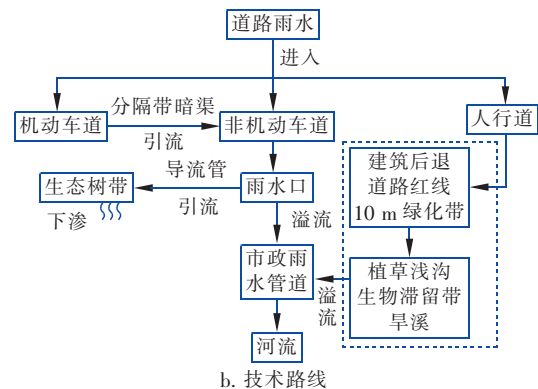 道路雨水
进入
机动车道
分隔带暗渠
引流
非机动车道
人行道
生态树带
下渗
导流管
引流
雨水口
溢流
建筑后退
道路红线
10 m 绿化带
市政雨
水管道
溢
流
植草浅沟
生物滞留带
旱溪
河流
b. 技术路线